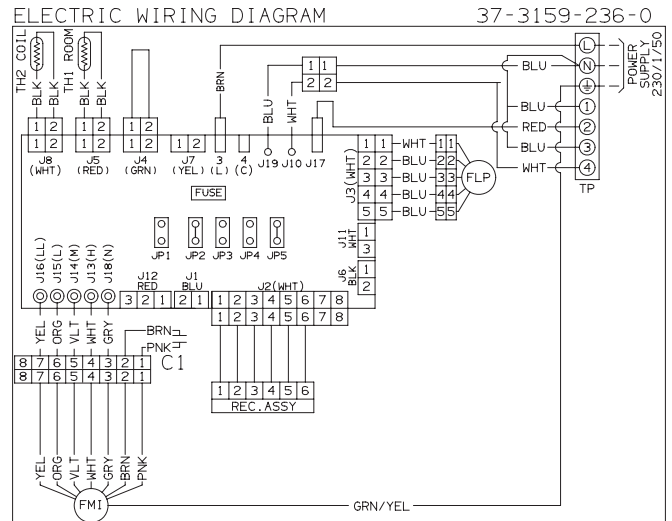 ELECTRIC WIRING DIAGRAM 37-3159-236-0
TH2 COIL
TH1 ROOM
BLK BLK BLK BLK
BRN
BLU
WHT
1 1
2 2
BLU
BLU
RED
BLU
WHT
L
N
1
2
3
4
TP
POWER
SUPPLY
230/1/50
1 2 1 2 1 2
1 2 1 2 1 2 1 2
J8 J5 J4 J7 3 4 J19 J10 J17
(WHT) (RED) (GRN) (YEL) (L) (C)
FUSE
JP1 JP2 JP3 JP4 JP5
J3(WHT)
1 1 WHT 1 1
2 2 BLU 2 2
3 3 BLU 3 3
4 4 BLU 4 4
5 5 BLU 5 5
FLP
J11
WHT
1
3
J6
BLK
1
2
J16(LL)
J15(L)
J14(M)
J13(H)
J18(N)
J12
RED
3 2 1
J1
BLU
2 1
J2(WHT)
1 2 3 4 5 6 7 8
1 2 3 4 5 6 7 8
YEL ORG VLT WHT GRY
BRN
PNK
C1
8 7 6 5 4 3 2 1
8 7 6 5 4 3 2 1
1 2 3 4 5 6
REC.ASSY
YEL ORG VLT WHT GRY BRN PNK
FMI
GRN/YEL